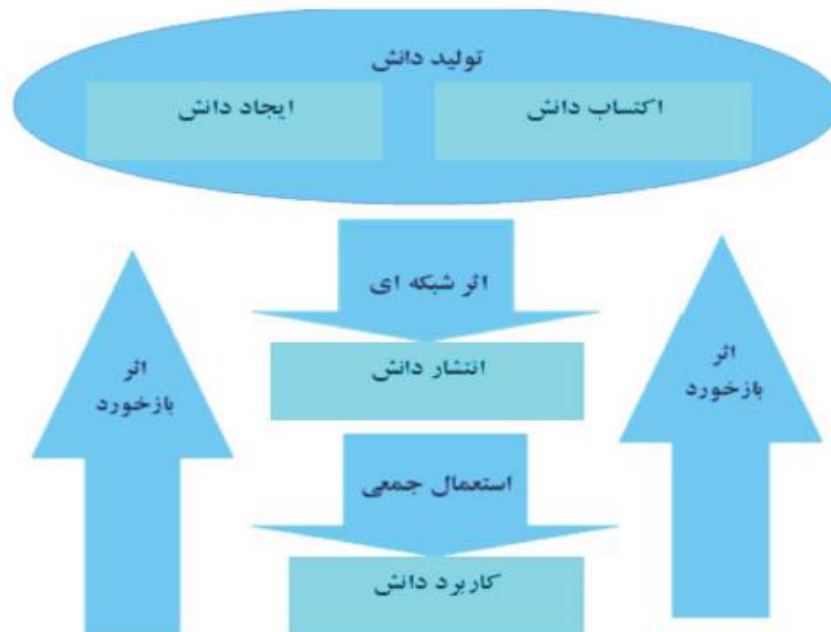 تولید دانش
اکتساب دانش
ایجاد دانش
اثر شبکه ای
انتشار دانش
اثر
بازخورد
اثر
بازخورد
استعمال جمعی
کاربرد دانش